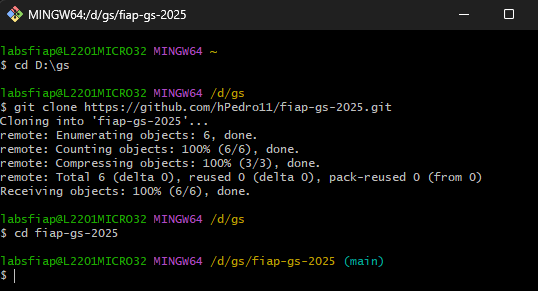 MINGW64:/d/gs/fiap-gs-2025
labsfiap@L2201MICRO32 MINGW64 ~
$ cd D:\gs
labsfiap@L2201MICRO32 MINGW64 /d/gs
$ git clone https://github.com/hPedro11/fiap-gs-2025.git
Cloning into 'fiap-gs-2025'...
remote: Enumerating objects: 6, done.
remote: Counting objects: 100% (6/6), done.
remote: Compressing objects: 100% (3/3), done.
remote: Total 6 (delta 0), reused 0 (delta 0), pack-reused 0 (from 0)
Receiving objects: 100% (6/6), done.
labsfiap@L2201MICRO32 MINGW64 /d/gs
$ cd fiap-gs-2025
labsfiap@L2201MICRO32 MINGW64 /d/gs/fiap-gs-2025 (main)
$